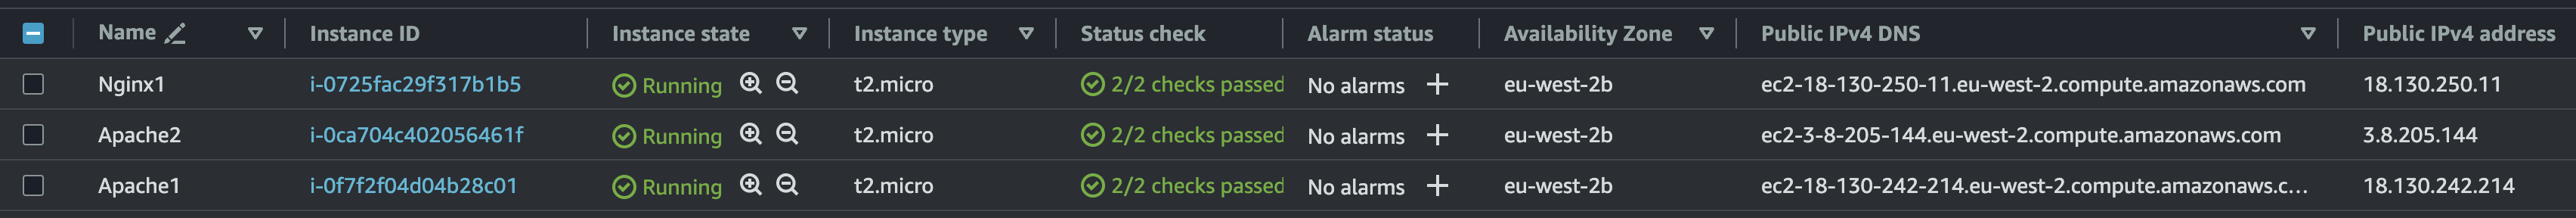 Name Instance ID Instance state Instance type Status check Alarm status Availability Zone Public IPv4 DNS Public IPv4 address
Nginx1 i-0725fac29f317b1b5 Running t2.micro 2/2 checks passed No alarms + eu-west-2b ec2-18-130-250-11.eu-west-2.compute.amazonaws.com 18.130.250.11
Apache2 i-0ca704c402056461f Running t2.micro 2/2 checks passed No alarms + eu-west-2b ec2-3-8-205-144.eu-west-2.compute.amazonaws.com 3.8.205.144
Apache1 i-0f7f2f04d04b28c01 Running t2.micro 2/2 checks passed No alarms + eu-west-2b ec2-18-130-242-214.eu-west-2.compute.amazonaws.c... 18.130.242.214